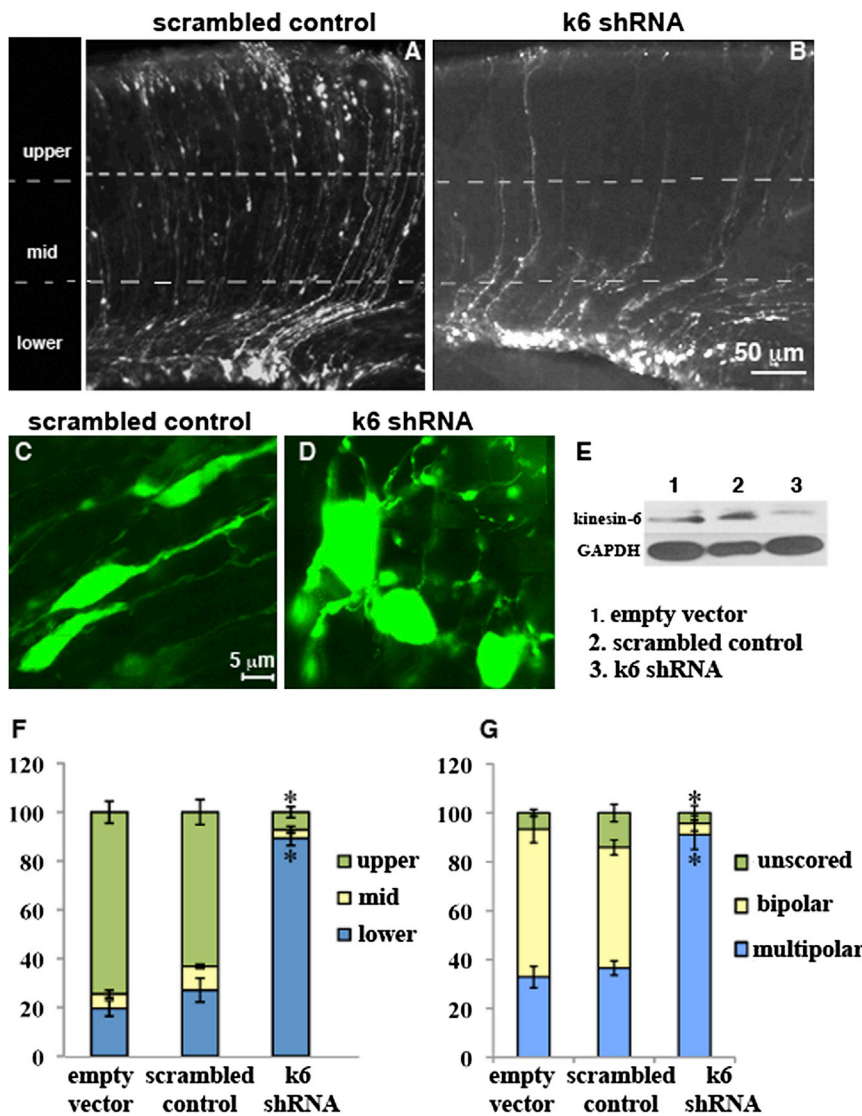 scrambled control
k6 shRNA
A
B
upper
mid
lower
50 μm
scrambled control
k6 shRNA
C
D
E
5 μm
1 2 3
kinesin-6
GAPDH
1. empty vector
2. scrambled control
3. k6 shRNA
F
120
100
80
60
40
20
0
*
*
upper
mid
lower
empty vector
scrambled control
k6 shRNA
G
120
100
80
60
40
20
0
*
*
unscored
bipolar
multipolar
empty vector
scrambled control
k6 shRNA